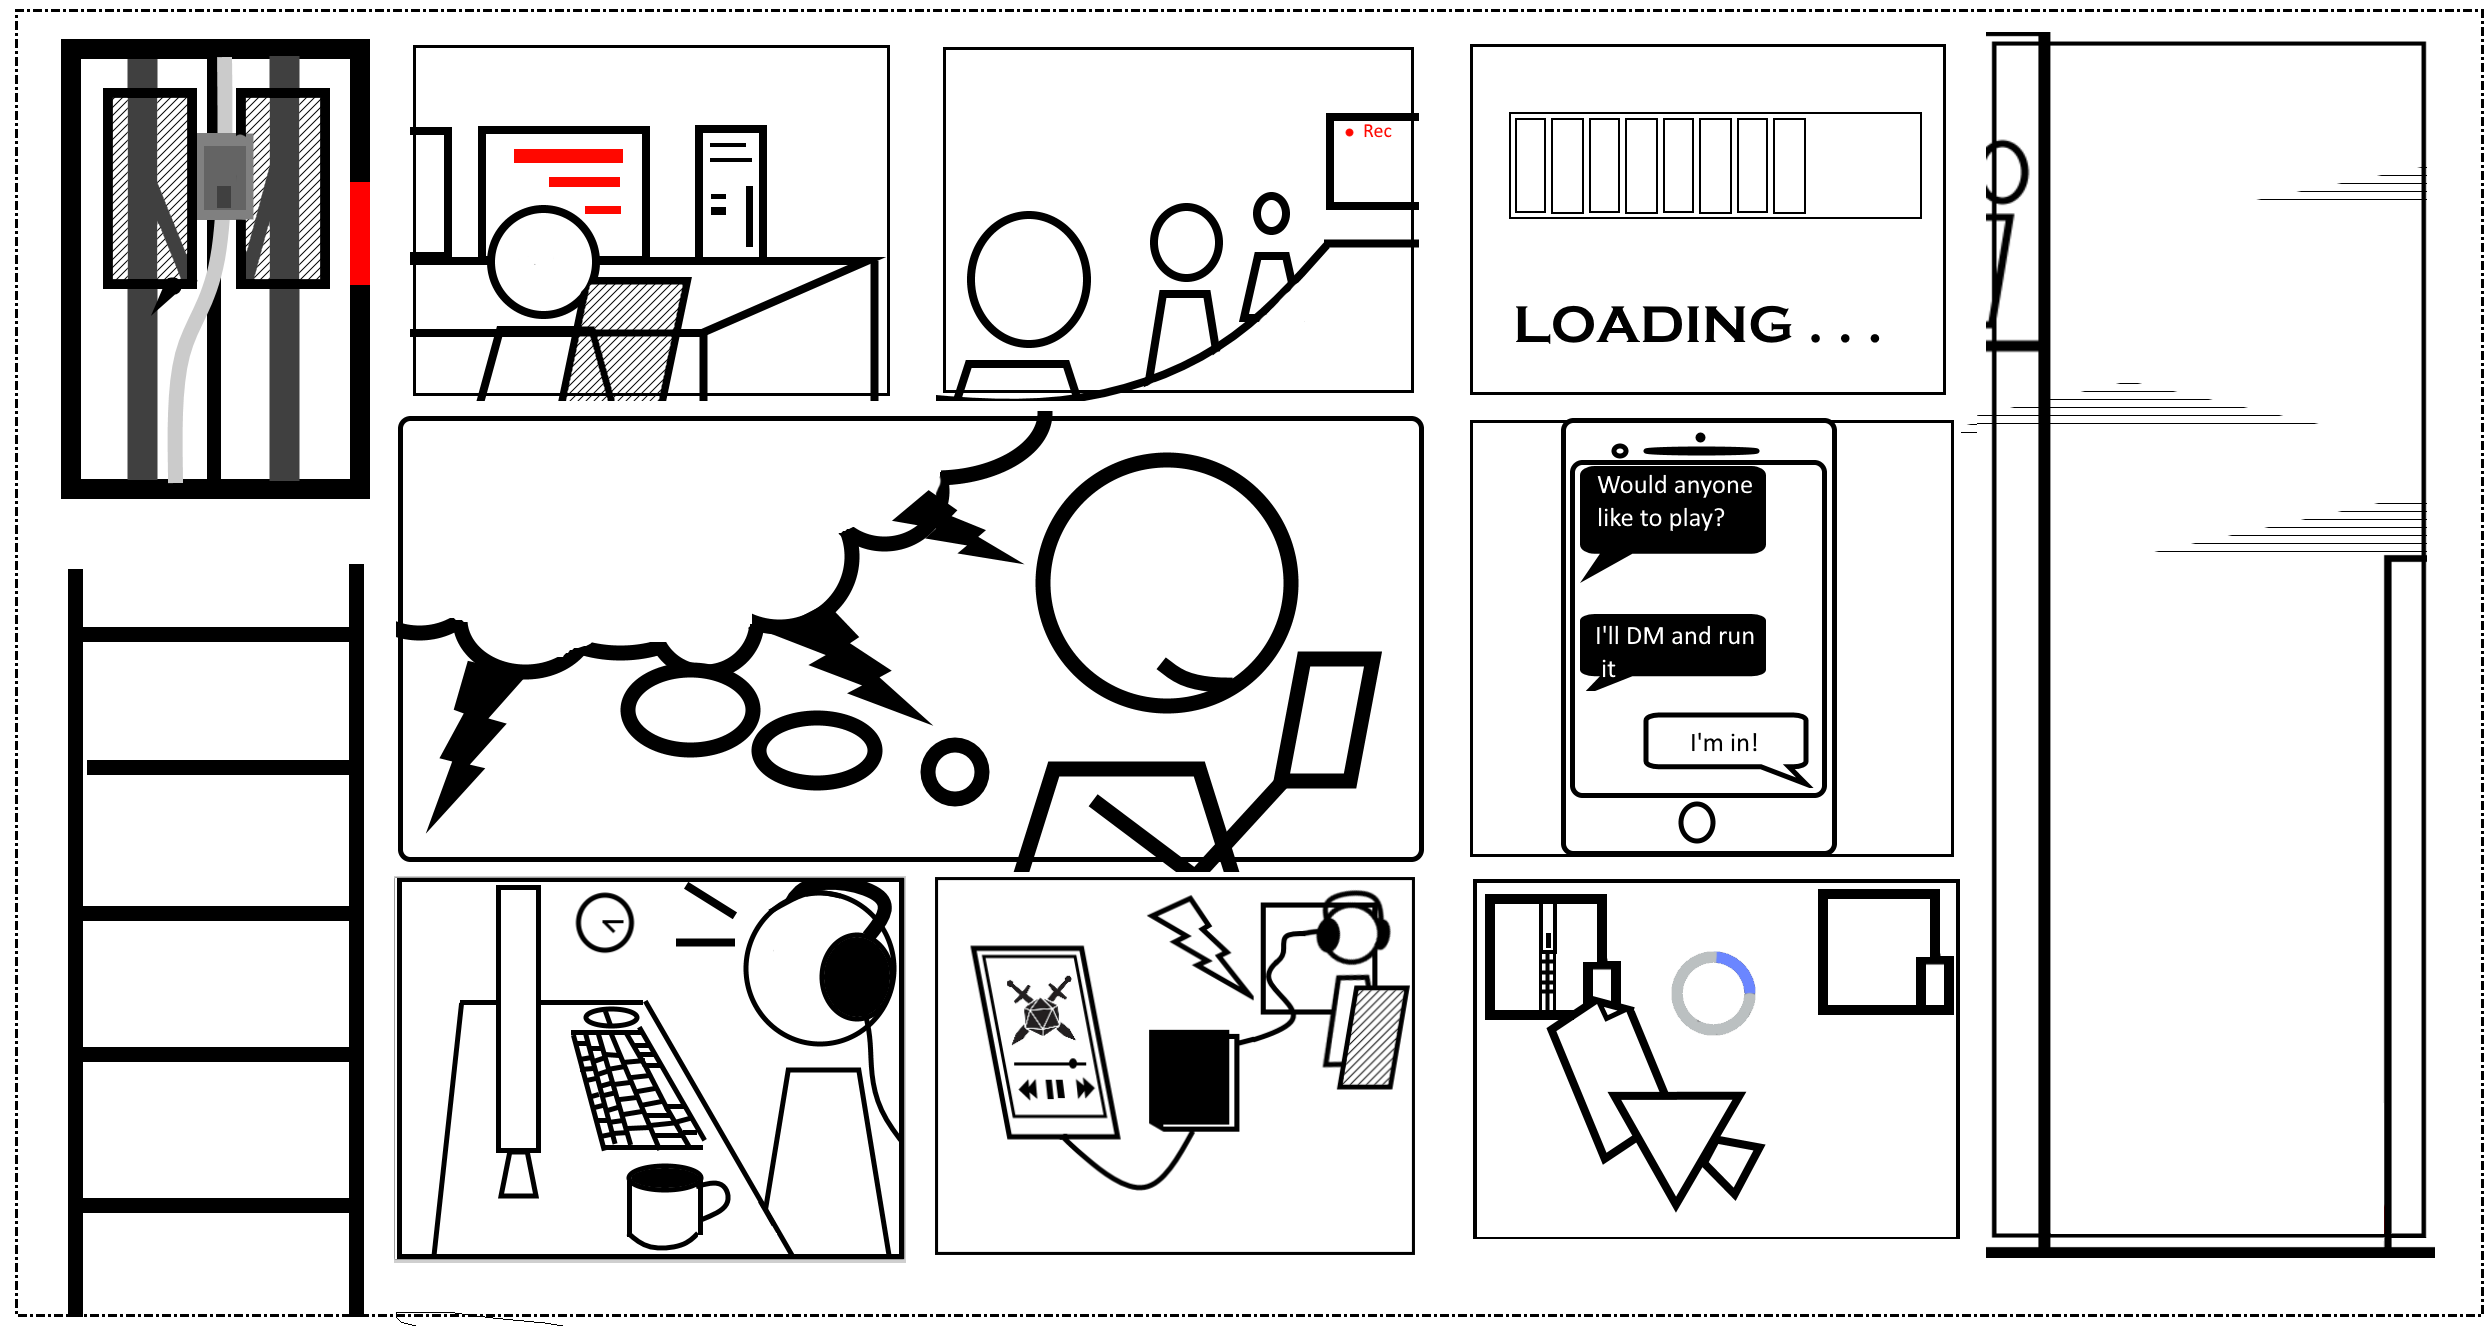 Rec
LOADING...
Would anyone
like to play?
I'll DM and run
it
I'm in!